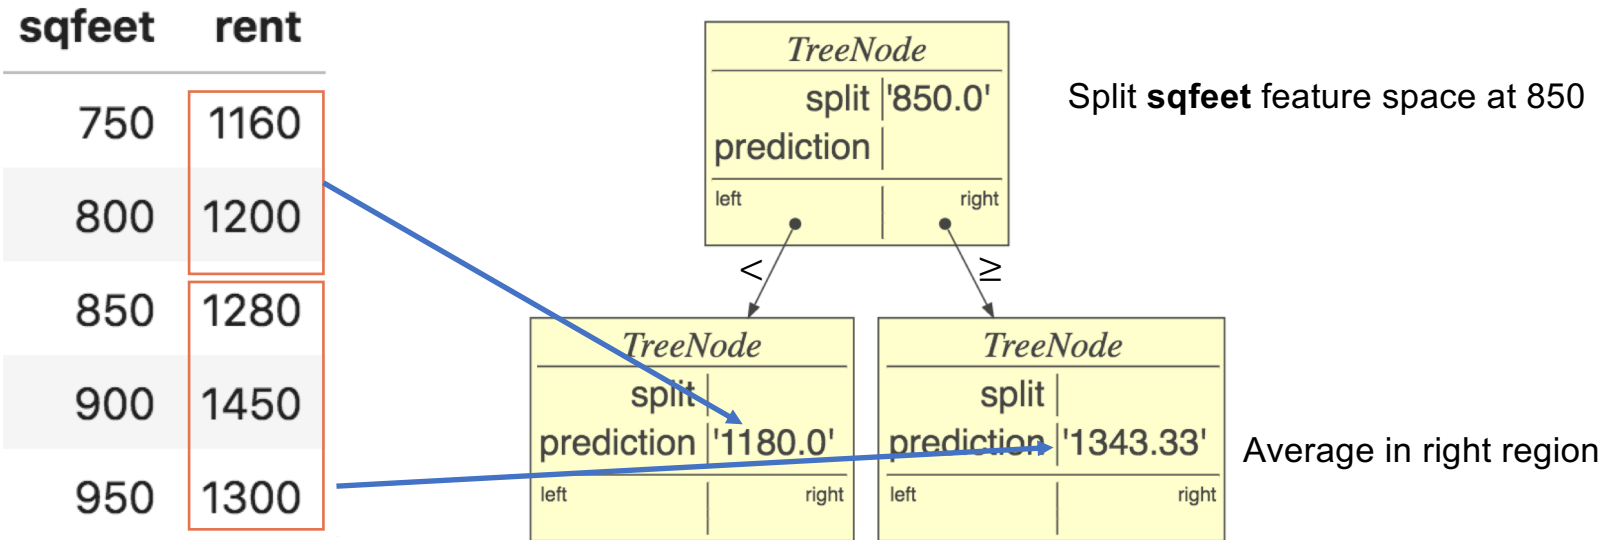 sqfeet rent
750 1160
800 1200
850 1280
900 1450
950 1300
TreeNode
split '850.0'
prediction
left right
Split sqfeet feature space at 850
< ≥
TreeNode
split
prediction '1180.0'
left right
TreeNode
split
prediction '1343.33'
left right
Average in right region